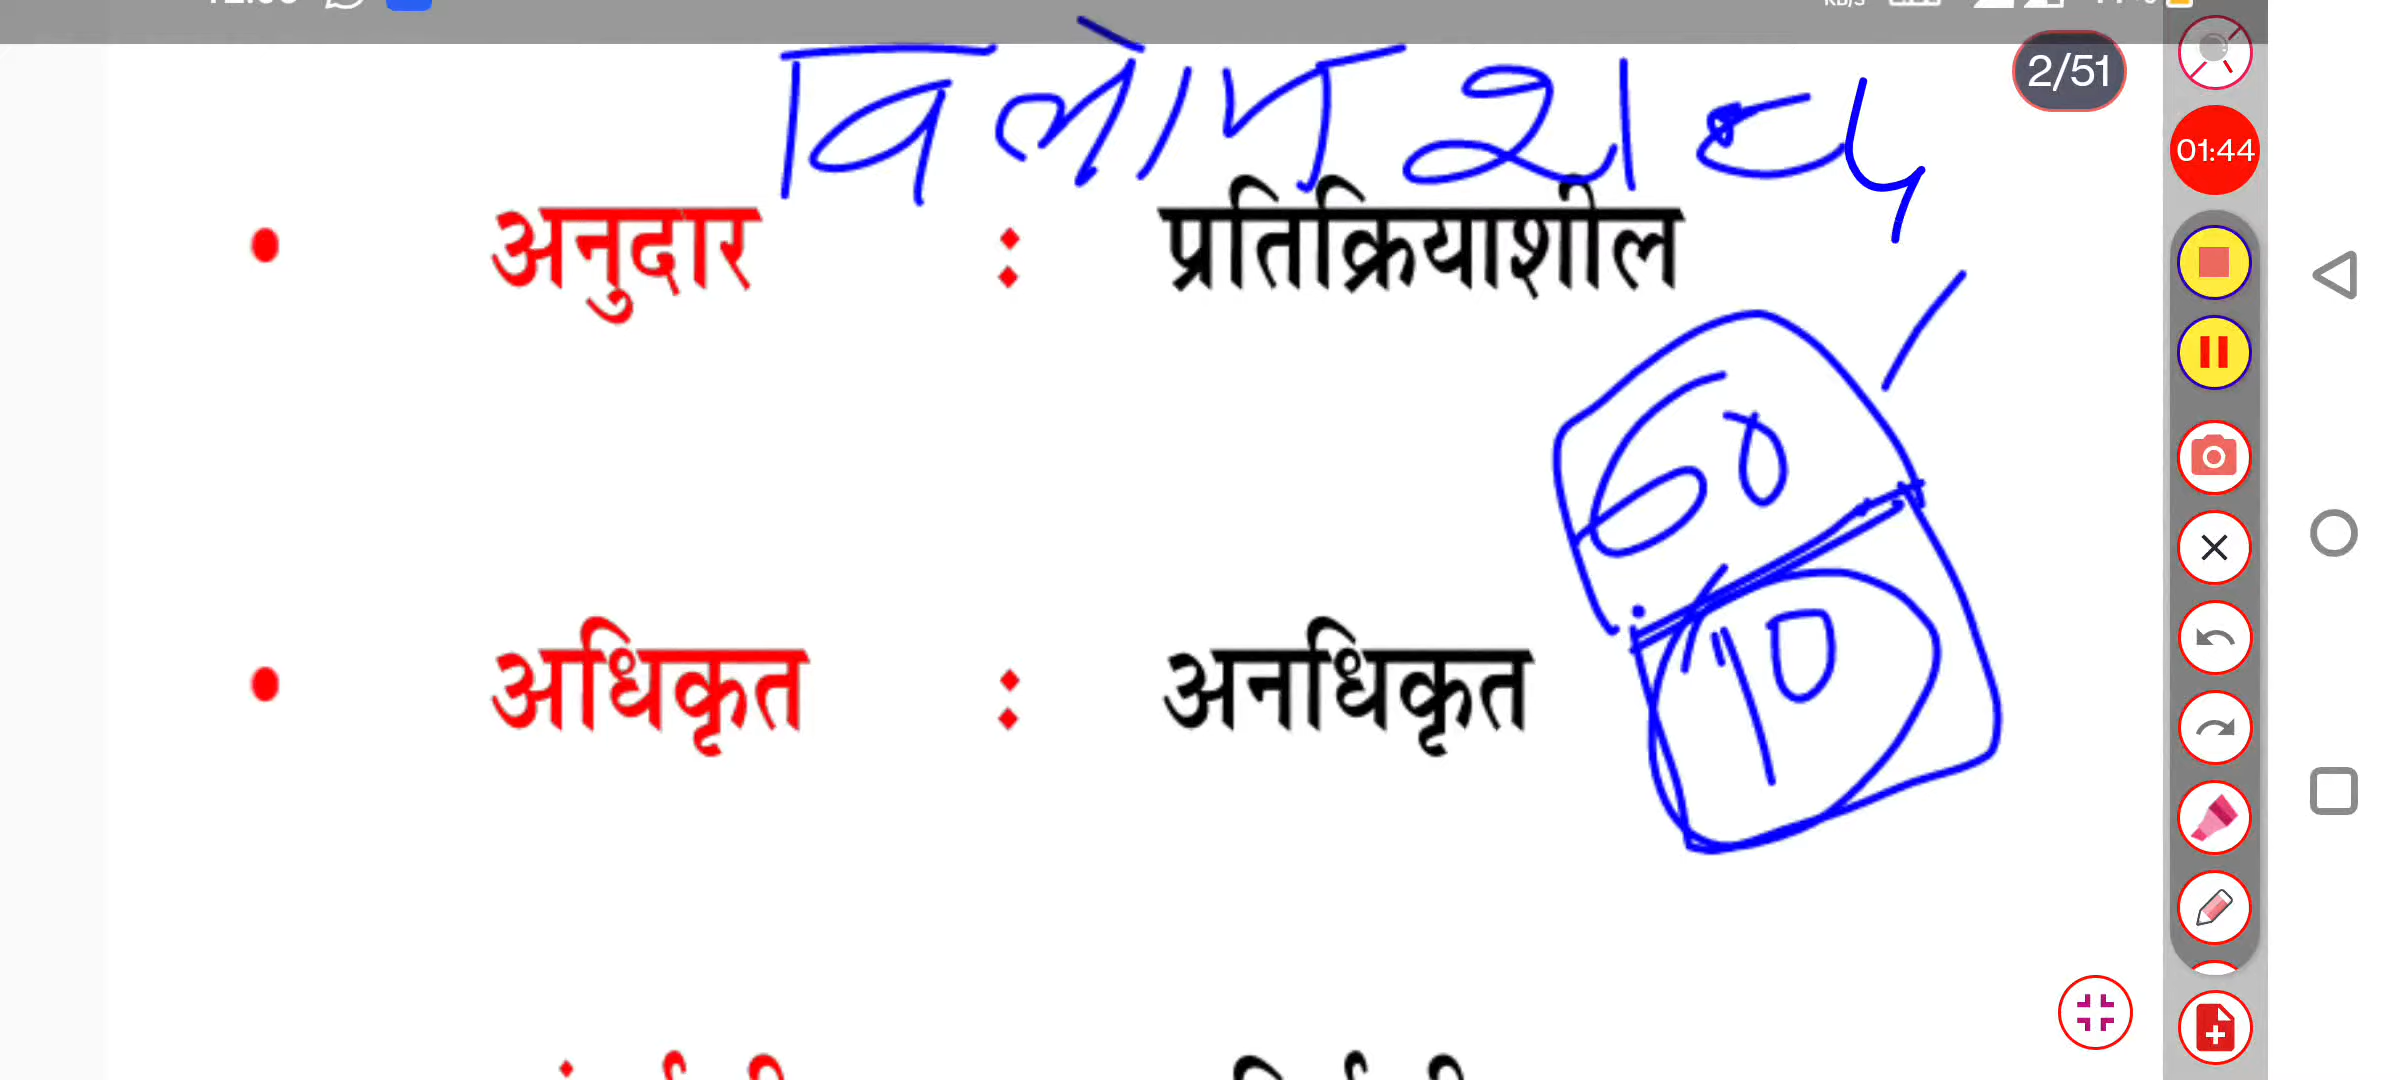 विलोम शब्द
2/51
01:44
• अनुदार : प्रतिक्रियाशील
60
10
• अधिकृत : अनधिकृत